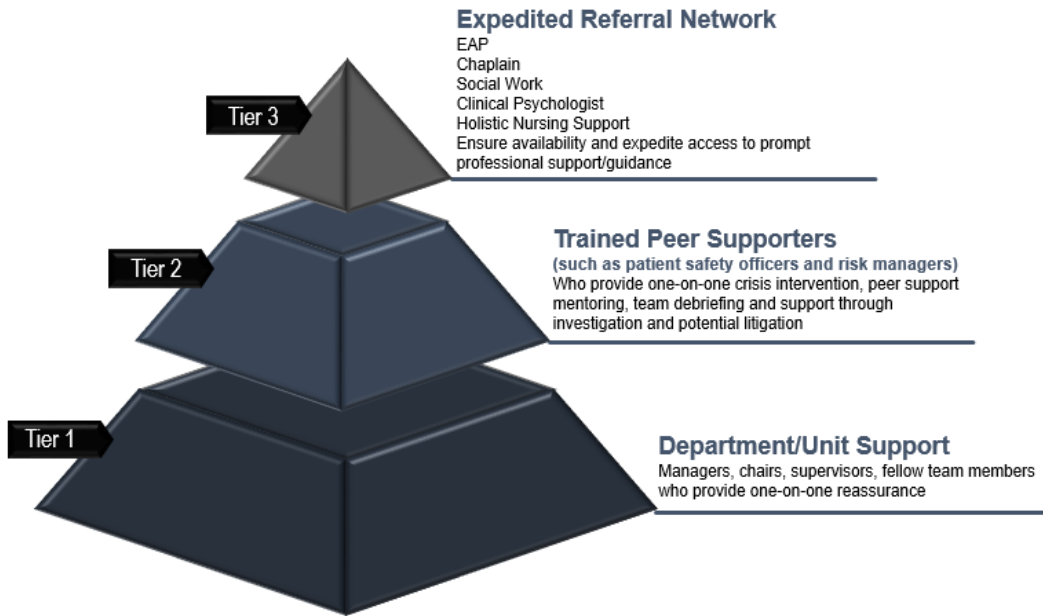 Expedited Referral Network
EAP
Chaplain
Social Work
Clinical Psychologist
Holistic Nursing Support
Ensure availability and expedite access to prompt
professional support/guidance
Tier 3
Trained Peer Supporters
(such as patient safety officers and risk managers)
Who provide one-on-one crisis intervention, peer support
mentoring, team debriefing and support through
investigation and potential litigation
Tier 2
Department/Unit Support
Managers, chairs, supervisors, fellow team members
who provide one-on-one reassurance
Tier 1